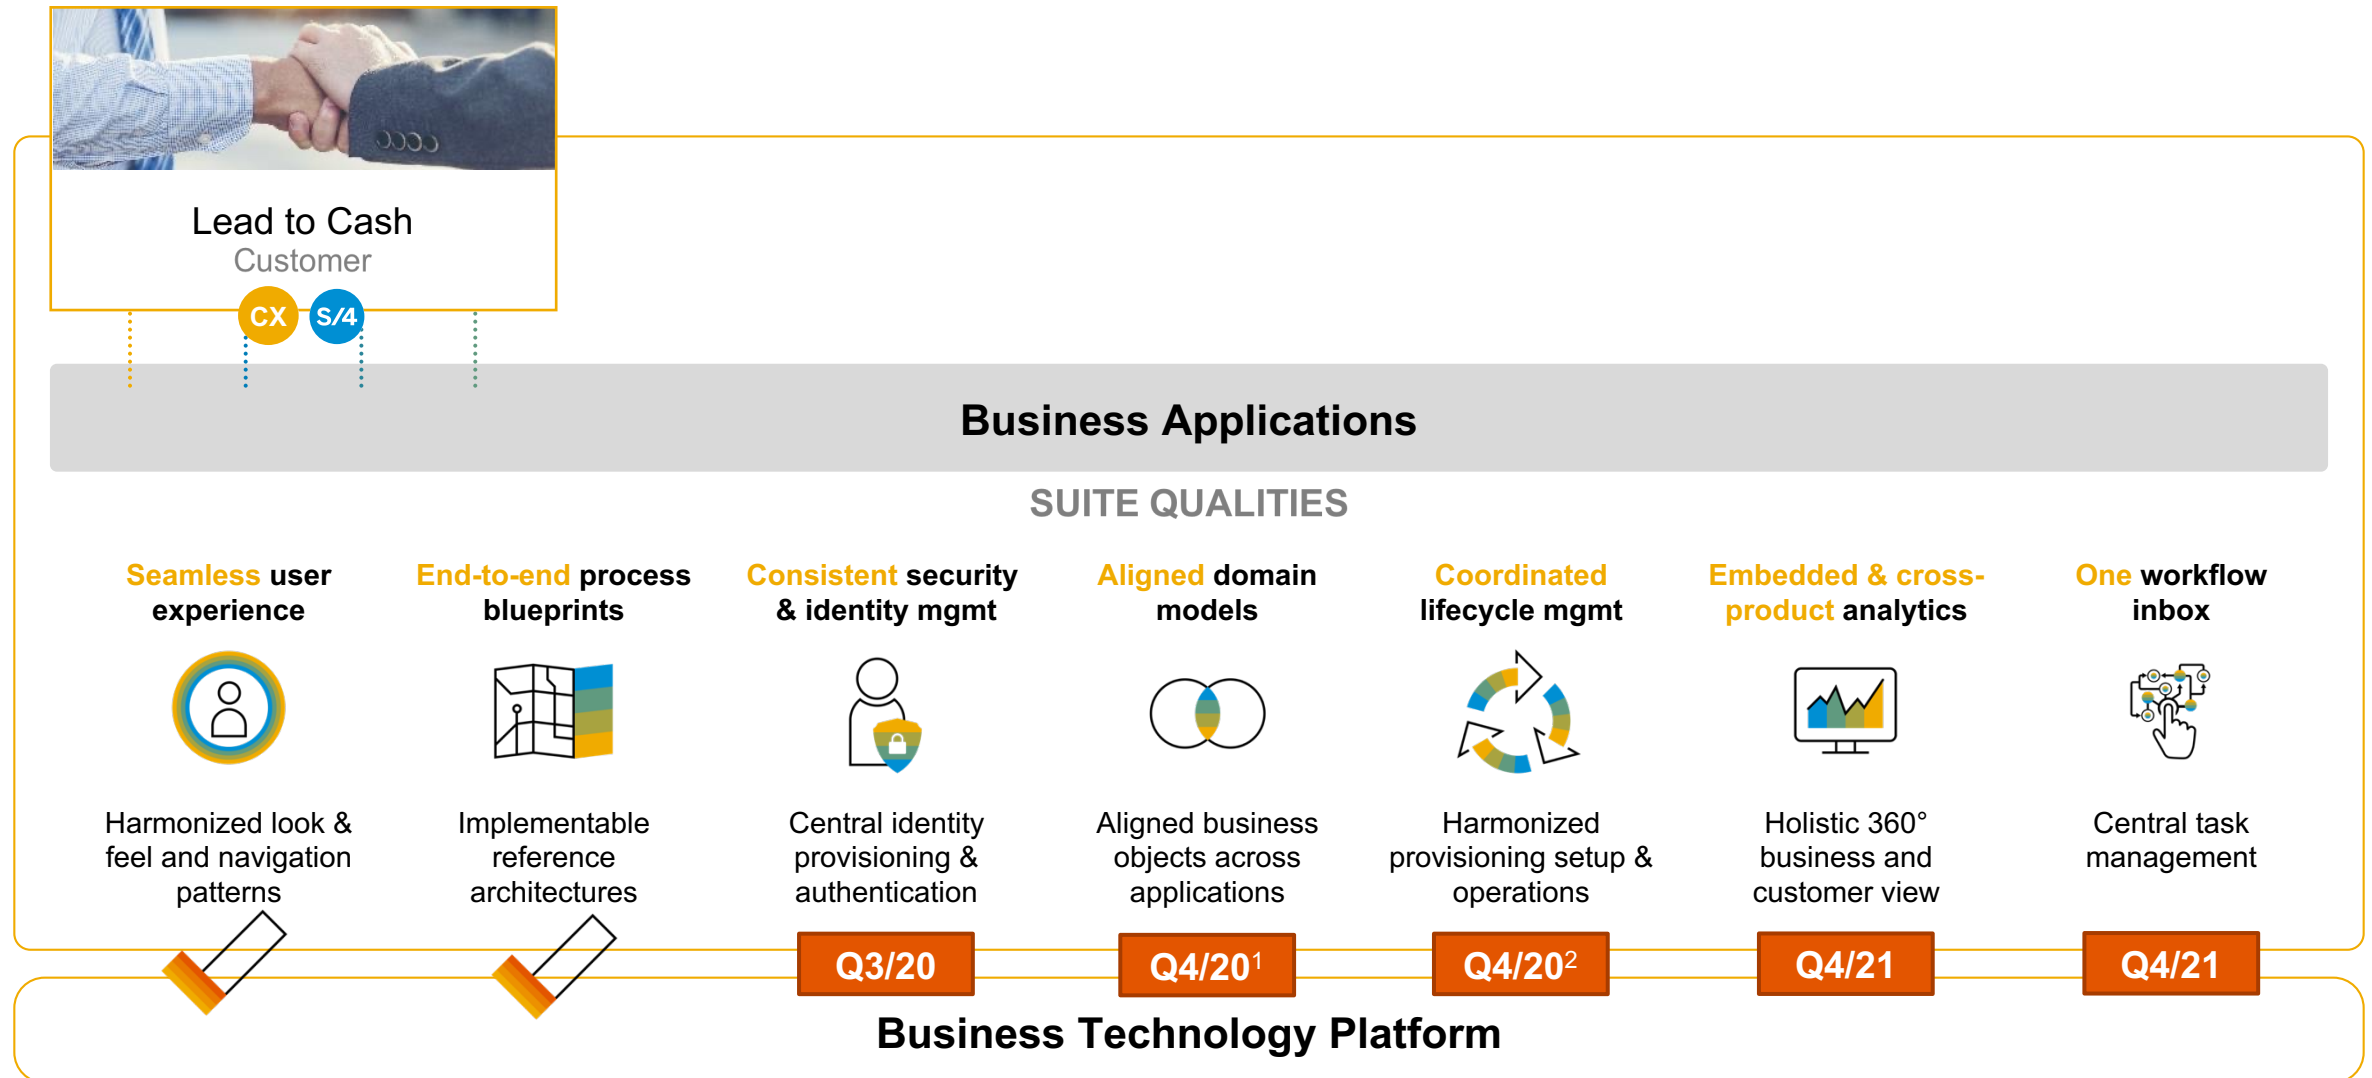 Lead to Cash
Customer
CX S/4
Business Applications
SUITE QUALITIES
Seamless user
experience
Harmonized look &
feel and navigation
patterns
End-to-end process
blueprints
Implementable
reference
architectures
Consistent security
& identity mgmt
Central identity
provisioning &
authentication
Q3/20
Aligned domain
models
Aligned business
objects across
applications
Q4/20¹
Coordinated
lifecycle mgmt
Harmonized
provisioning setup &
operations
Q4/20²
Embedded & cross-
product analytics
Holistic 360°
business and
customer view
Q4/21
One workflow
inbox
Central task
management
Q4/21
Business Technology Platform